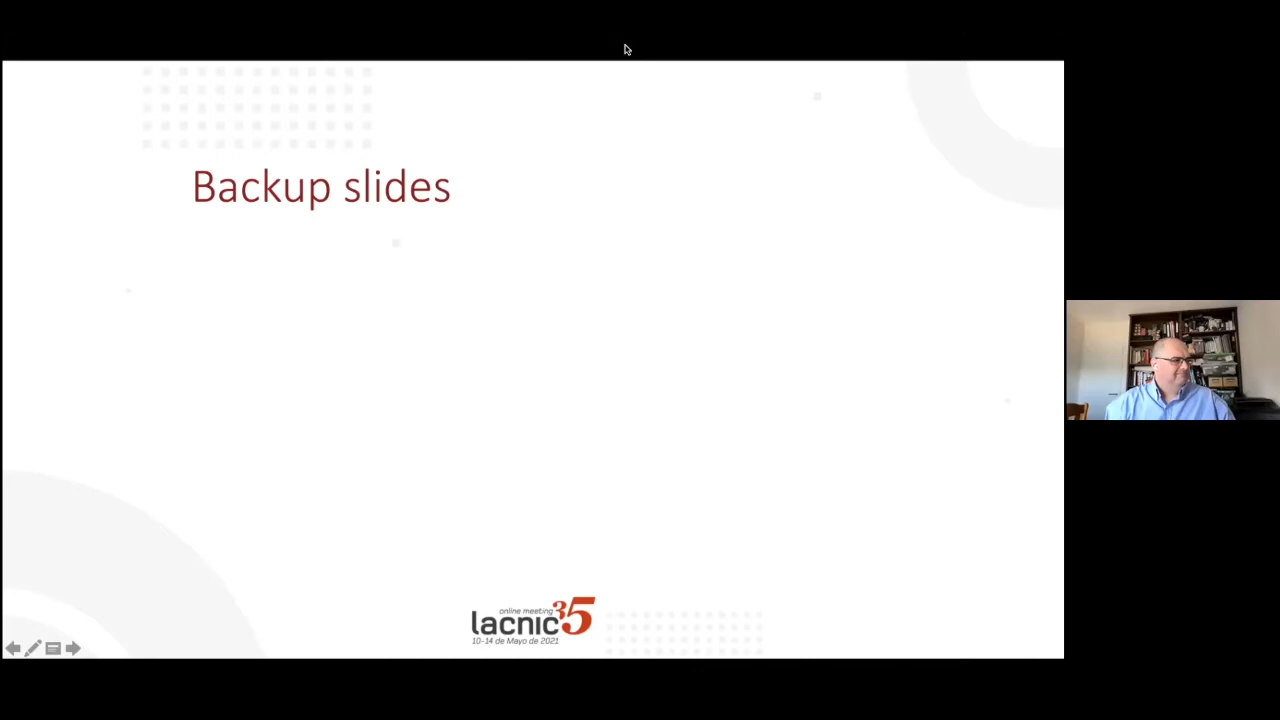 Backup slides
online meeting
lacnic35
10-14 de Mayo de 2021